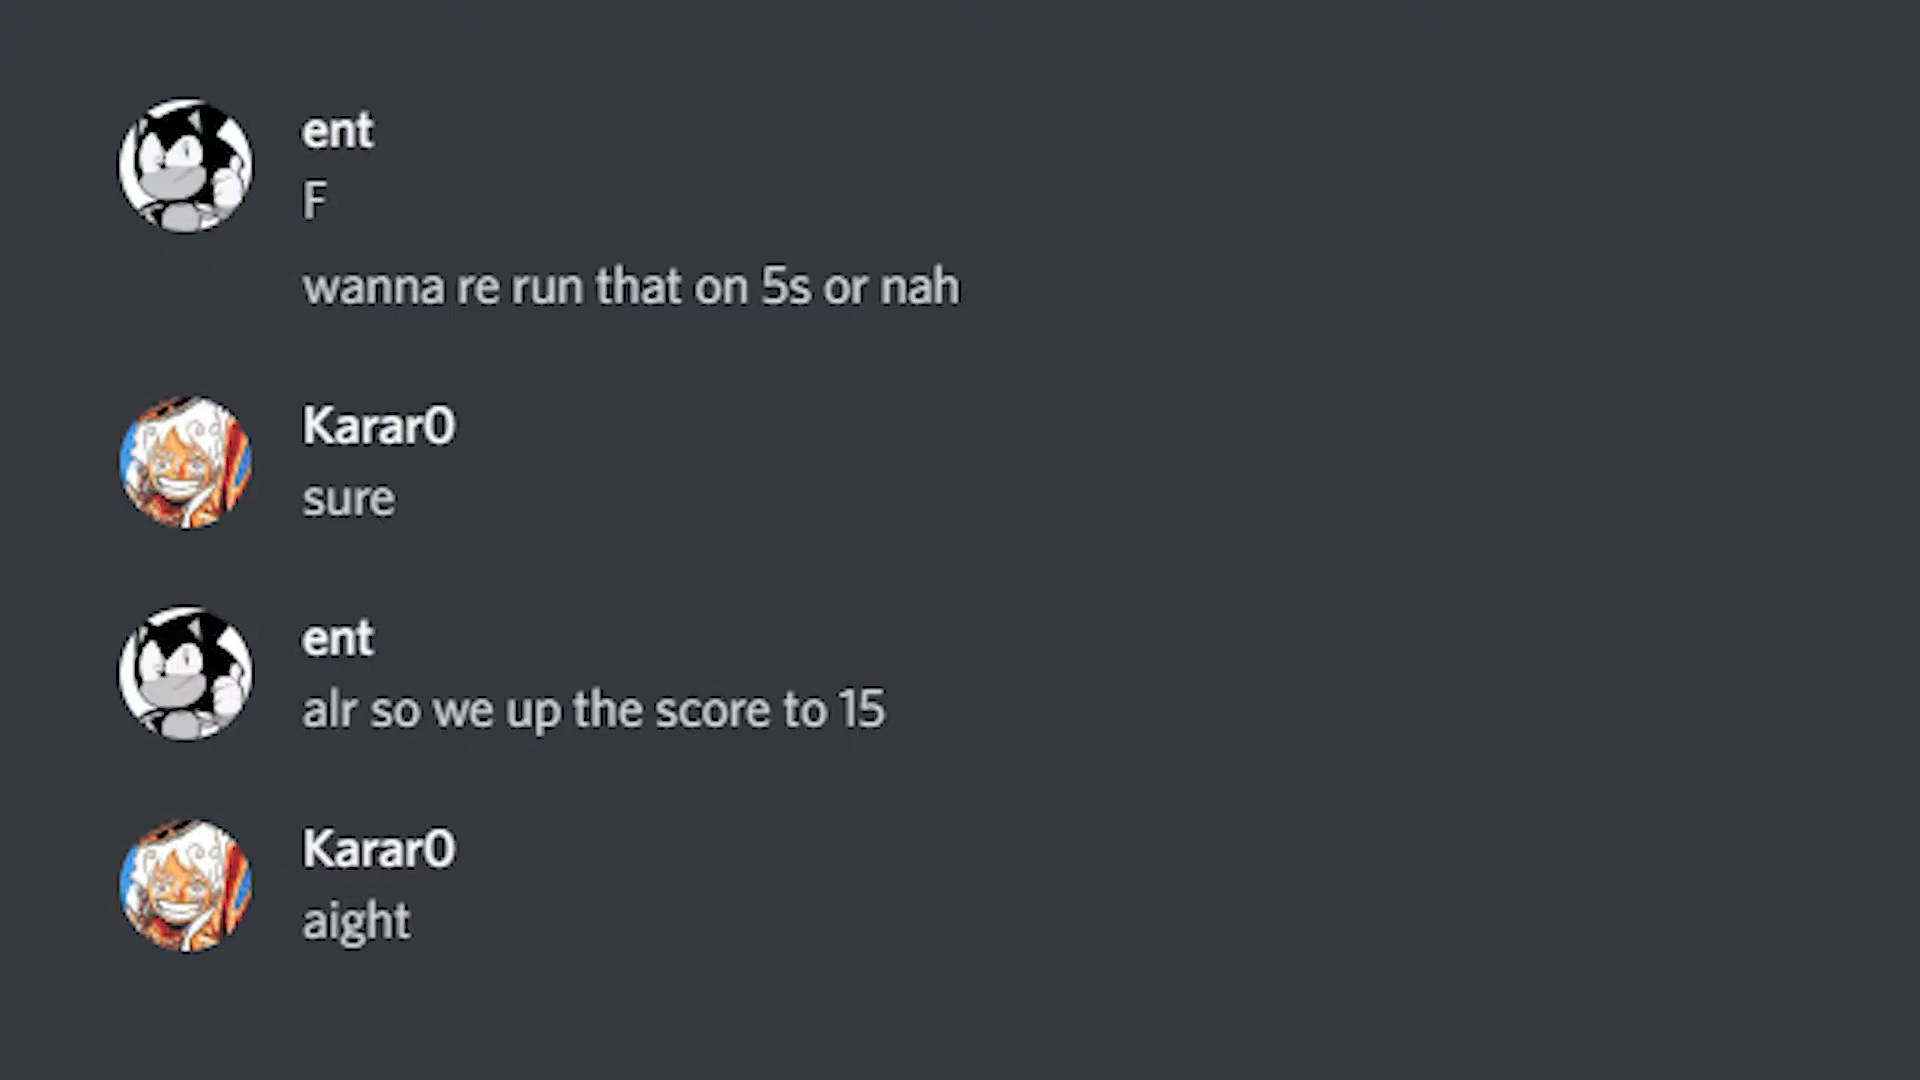 ent
F
wanna re run that on 5s or nah
Karar0
sure
ent
alr so we up the score to 15
Karar0
aight